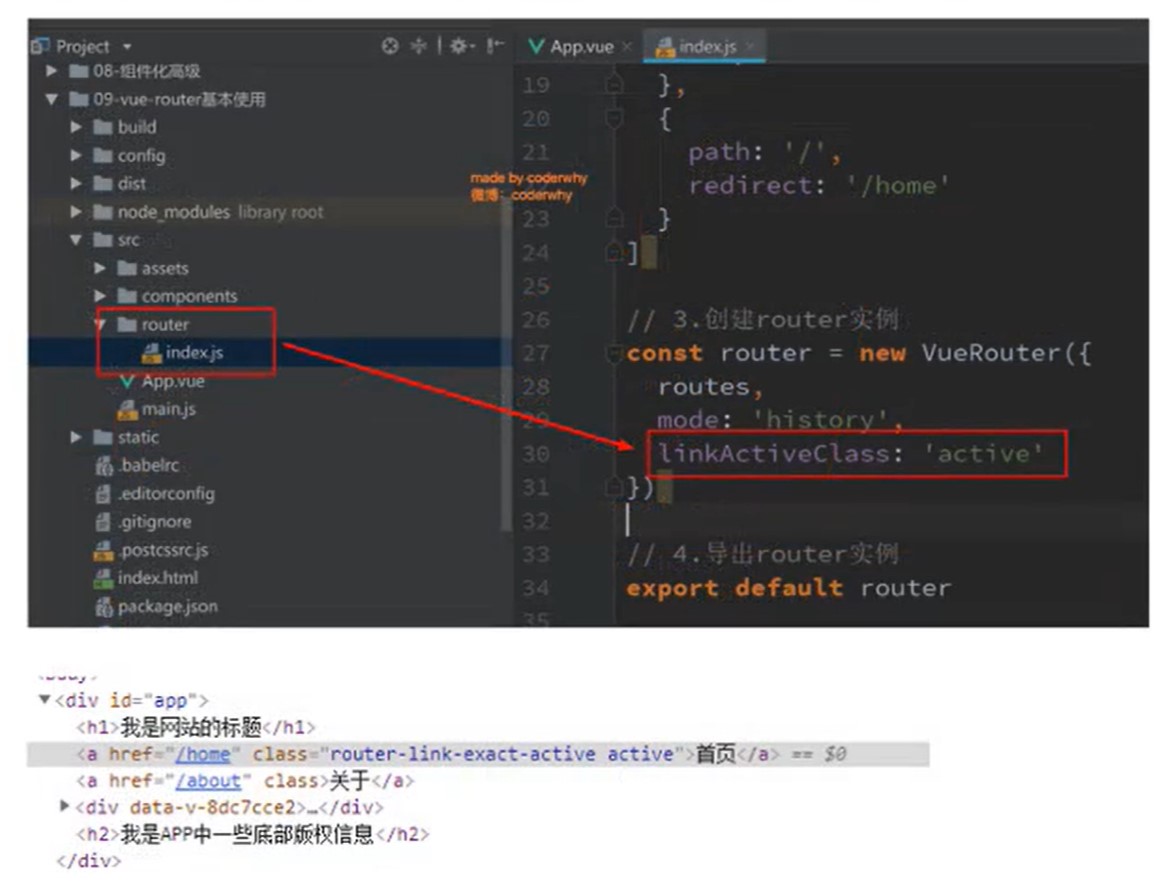 Project
08-组件化高级
09-vue-router基本使用
build
config
dist
node_modules library root
src
assets
components
router
index.js
App.vue
main.js
static
.babelrc
.editorconfig
.gitignore
.postcssrc.js
index.html
package.json
App.vue × index.js ×
19 },
20 {
21 path: '/',
redirect: '/home'
made by coderwhy
微博：coderwhy
23 }
24 ]
25
26 // 3.创建router实例
27 const router = new VueRouter({
28 routes,
29 mode: 'history',
30 linkActiveClass: 'active'
31 })
32
33 // 4.导出router实例
34 export default router
35
<body>
<div id="app">
<h1>我是网站的标题</h1>
<a href="/home" class="router-link-exact-active active">首页</a> == $0
<a href="/about" class>关于</a>
<div data-v-8dc7cce2>…</div>
<h2>我是APP中一些底部版权信息</h2>
</div>